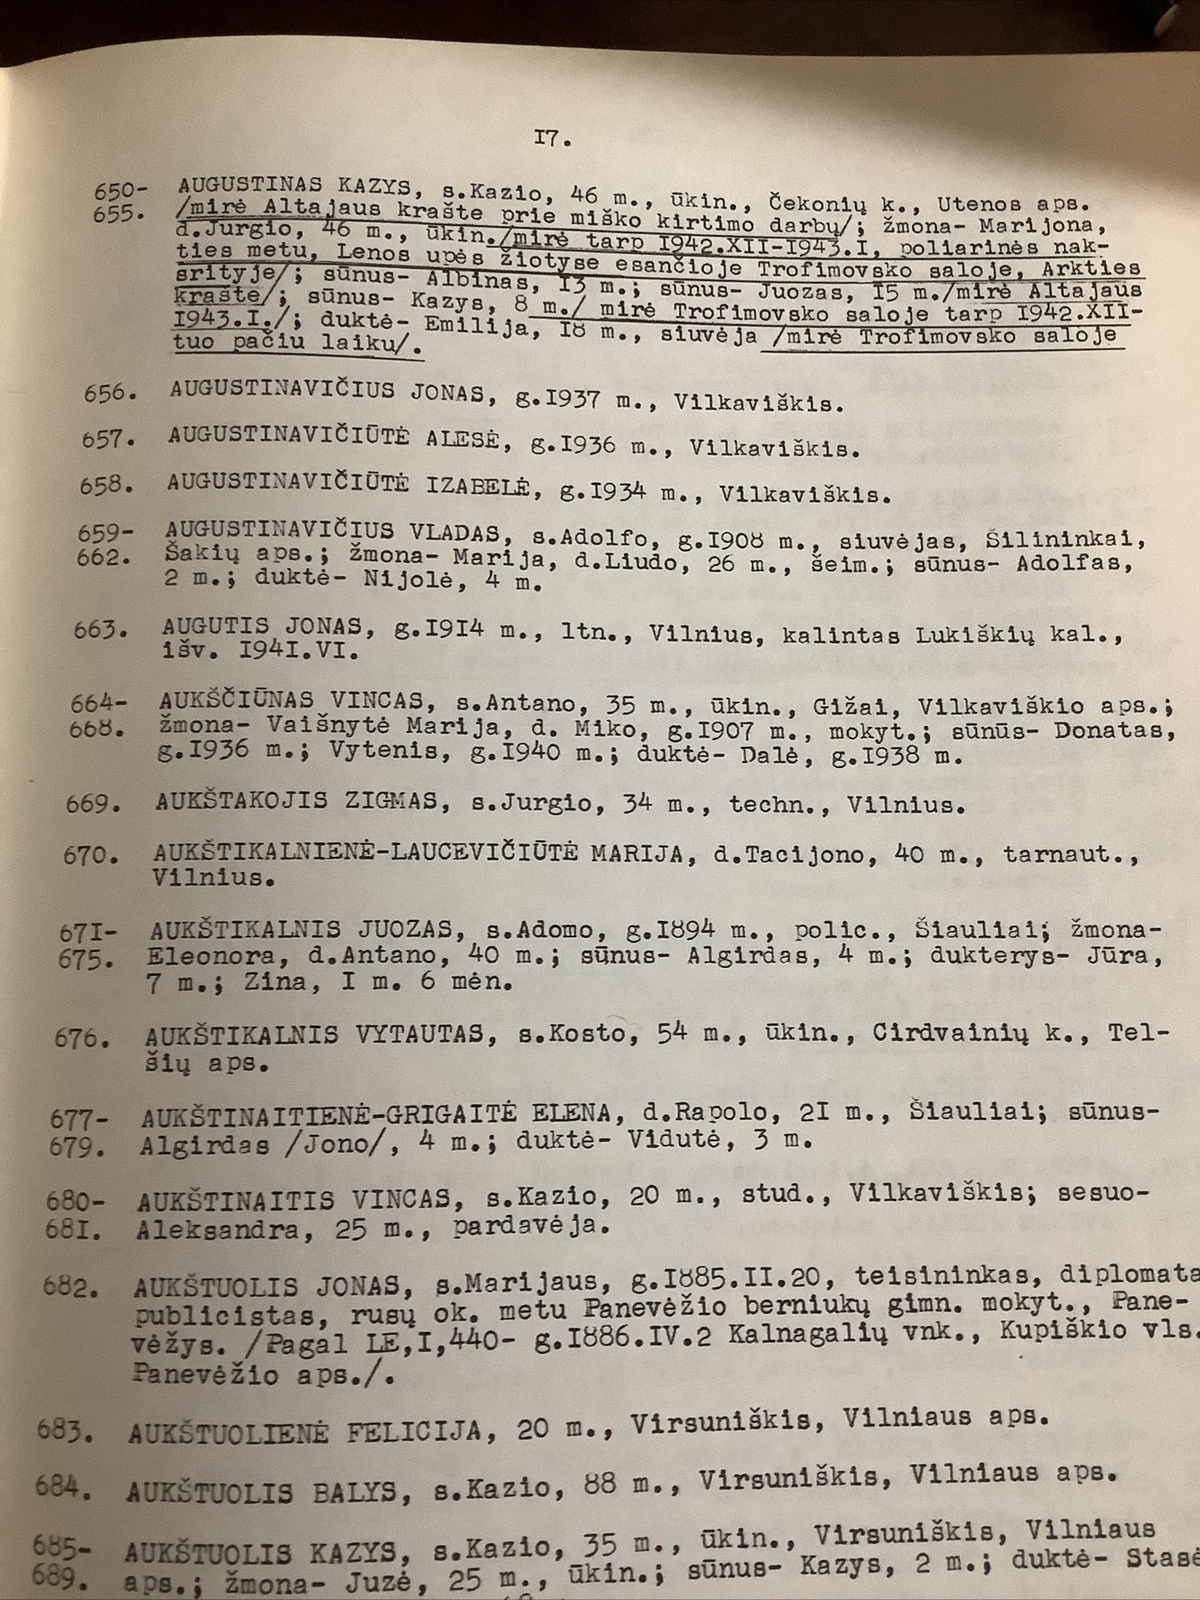 I7.
650- AUGUSTINAS KAZYS, s.Kazio, 46 m., ūkin., Čekonių k., Utenos aps.
655. /mirė Altajaus krašte prie miško kirtimo darbų/; žmona- Marijona,
d.Jurgio, 46 m., ūkin./mirė tarp I942.XII-I943.I, poliarinės nak-
ties metu, Lenos upės žiotyse esančioje Trofimovsko saloje, Arkties
srityje/; sūnus- Albinas, I3 m.; sūnus- Juozas, I5 m./mirė Altajaus
krašte/; sūnus- Kazys, 8 m./ mirė Trofimovsko saloje tarp I942.XII-
I943.I./; duktė- Emilija, I8 m., siuvėja /mirė Trofimovsko saloje
tuo pačiu laiku/.
656. AUGUSTINAVIČIUS JONAS, g.I937 m., Vilkaviškis.
657. AUGUSTINAVIČIŪTĖ ALESĖ, g.I936 m., Vilkaviškis.
658. AUGUSTINAVIČIŪTĖ IZABELĖ, g.I934 m., Vilkaviškis.
659- AUGUSTINAVIČIUS VLADAS, s.Adolfo, g.I908 m., siuvėjas, Šilininkai,
662. Šakių aps.; žmona- Marija, d.Liudo, 26 m., šeim.; sūnus- Adolfas,
2 m.; duktė- Nijolė, 4 m.
663. AUGUTIS JONAS, g.I9I4 m., ltn., Vilnius, kalintas Lukiškių kal.,
išv. I94I.VI.
664- AUKŠČIŪNAS VINCAS, s.Antano, 35 m., ūkin., Gižai, Vilkaviškio aps.;
668. žmona- Vaišnytė Marija, d. Miko, g.I907 m., mokyt.; sūnūs- Donatas,
g.I936 m.; Vytenis, g.I940 m.; duktė- Dalė, g.I938 m.
669. AUKŠTAKOJIS ZIGMAS, s.Jurgio, 34 m., techn., Vilnius.
670. AUKŠTIKALNIENĖ-LAUCEVIČIŪTĖ MARIJA, d.Tacijono, 40 m., tarnaut.,
Vilnius.
67I- AUKŠTIKALNIS JUOZAS, s.Adomo, g.I894 m., polic., Šiauliai; žmona-
675. Eleonora, d.Antano, 40 m.; sūnus- Algirdas, 4 m.; dukterys- Jūra,
7 m.; Zina, I m. 6 mėn.
676. AUKŠTIKALNIS VYTAUTAS, s.Kosto, 54 m., ūkin., Cirdvainių k., Tel-
šių aps.
677- AUKŠTINAITIENĖ-GRIGAITĖ ELENA, d.Rapolo, 2I m., Šiauliai; sūnus-
679. Algirdas /Jono/, 4 m.; duktė- Vidutė, 3 m.
680- AUKŠTINAITIS VINCAS, s.Kazio, 20 m., stud., Vilkaviškis; sesuo-
68I. Aleksandra, 25 m., pardavėja.
682. AUKŠTUOLIS JONAS, s.Marijaus, g.I885.II.20, teisininkas, diplomata
publicistas, rusų ok. metu Panevėžio berniukų gimn. mokyt., Pane-
vėžys. /Pagal LE,I,440- g.I886.IV.2 Kalnagalių vnk., Kupiškio vls.
Panevėžio aps./.
683. AUKŠTUOLIENĖ FELICIJA, 20 m., Virsuniškis, Vilniaus aps.
684. AUKŠTUOLIS BALYS, s.Kazio, 88 m., Virsuniškis, Vilniaus aps.
685- AUKŠTUOLIS KAZYS, s.Kazio, 35 m., ūkin., Virsuniškis, Vilniaus
689. aps.; žmona- Juzė, 25 m., ūkin.; sūnus- Kazys, 2 m.; duktė- Stasė